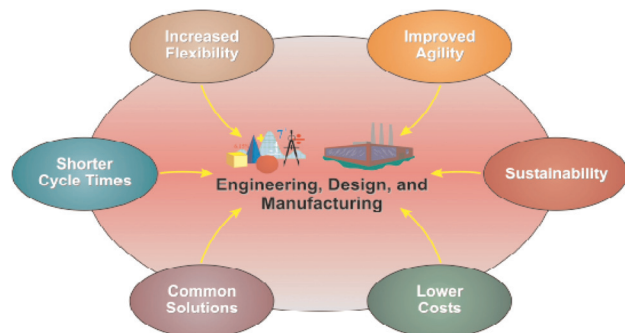 Increased
Flexibility
Improved
Agility
Shorter
Cycle Times
Engineering, Design, and
Manufacturing
Sustainability
Common
Solutions
Lower
Costs